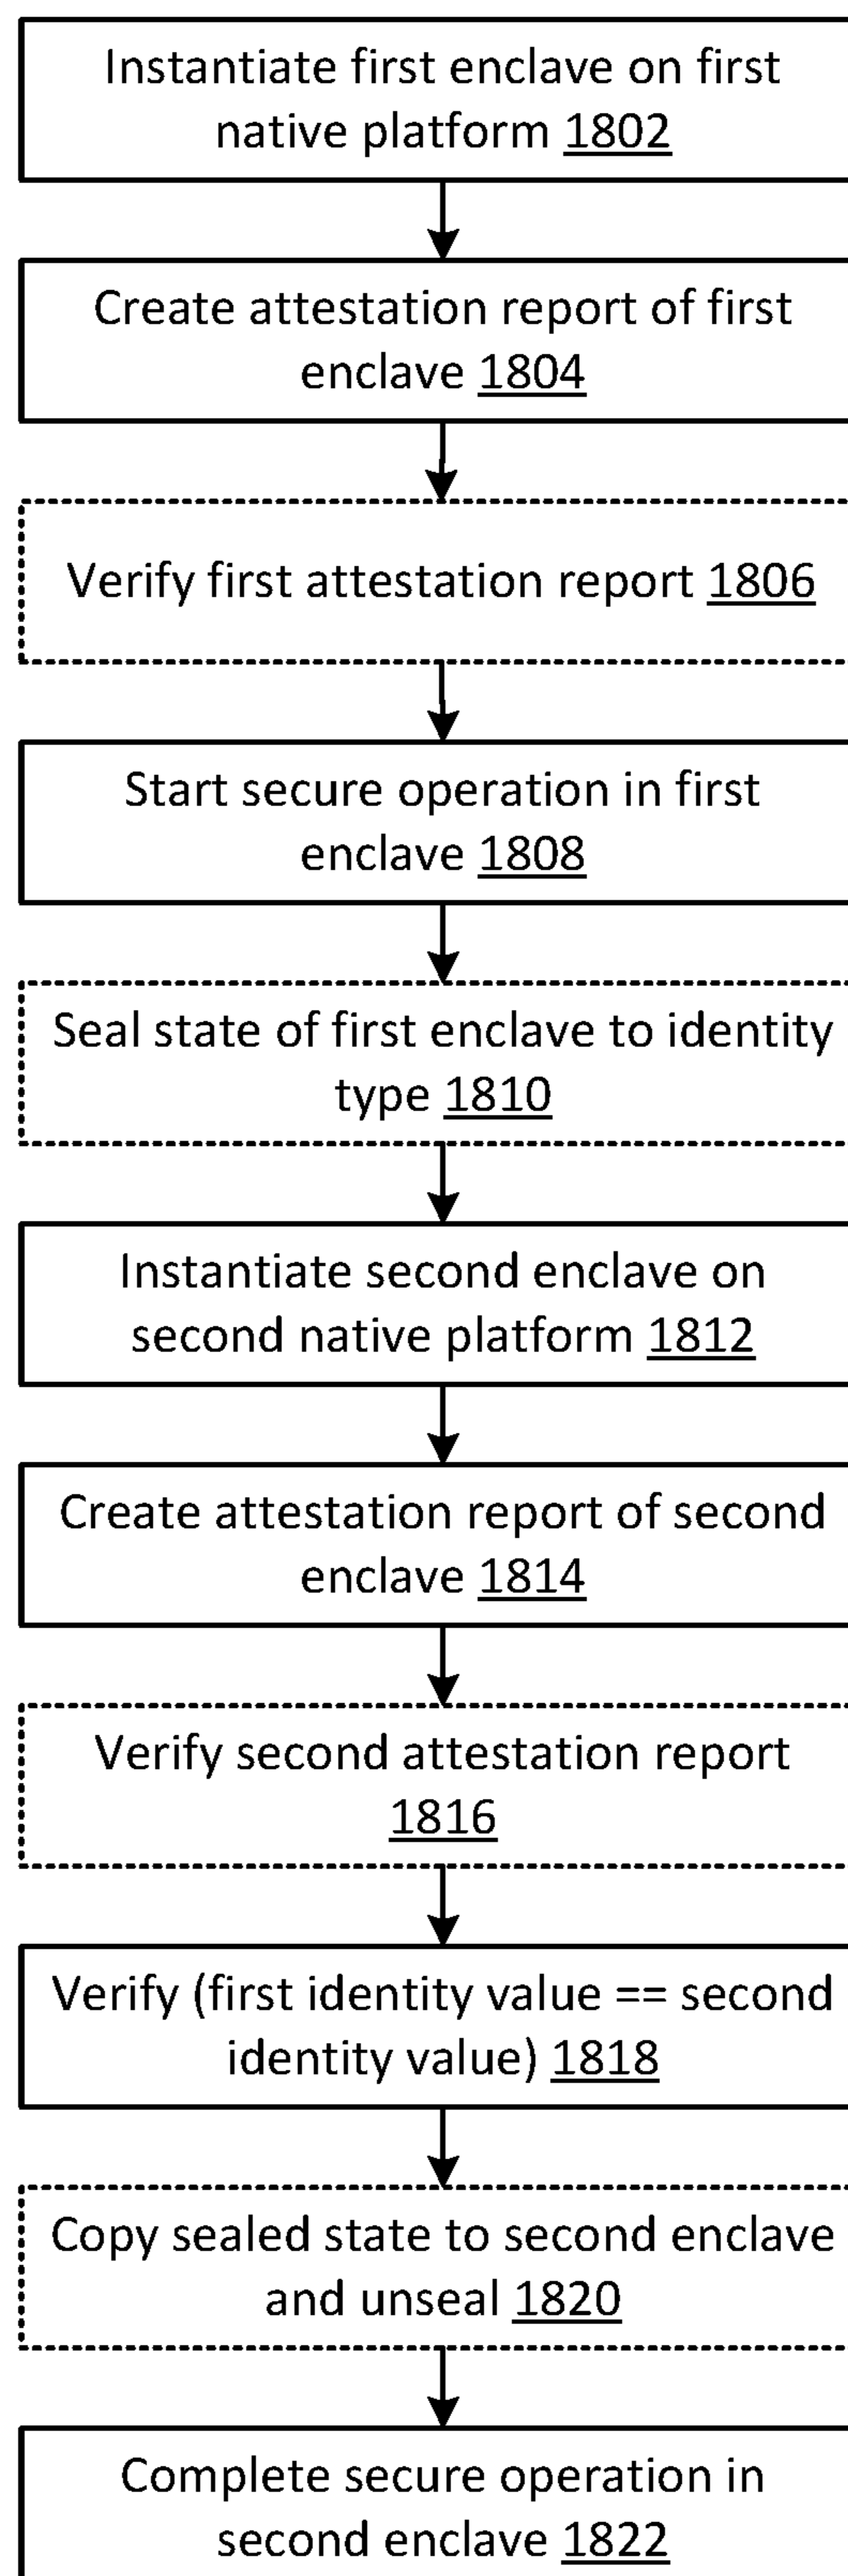 Instantiate first enclave on first
native platform 1802
Create attestation report of first
enclave 1804
Verify first attestation report 1806
Start secure operation in first
enclave 1808
Seal state of first enclave to identity
type 1810
Instantiate second enclave on
second native platform 1812
Create attestation report of second
enclave 1814
Verify second attestation report
1816
Verify (first identity value == second
identity value) 1818
Copy sealed state to second enclave
and unseal 1820
Complete secure operation in
second enclave 1822